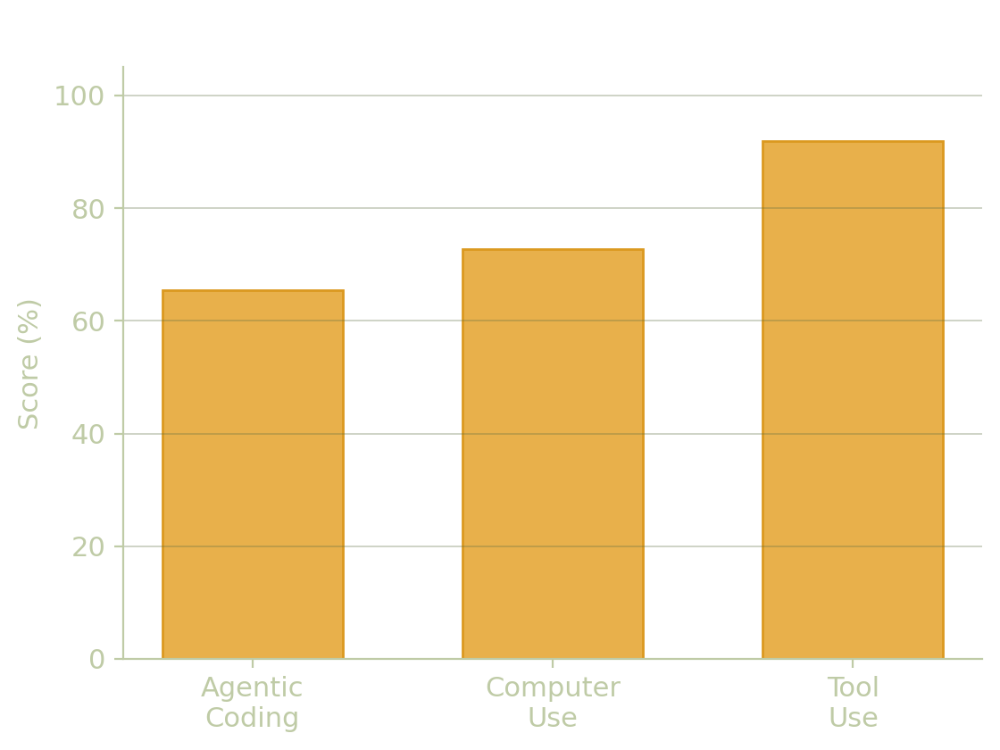 100
80
60
40
20
0
Score (%)
Agentic
Coding
Computer
Use
Tool
Use